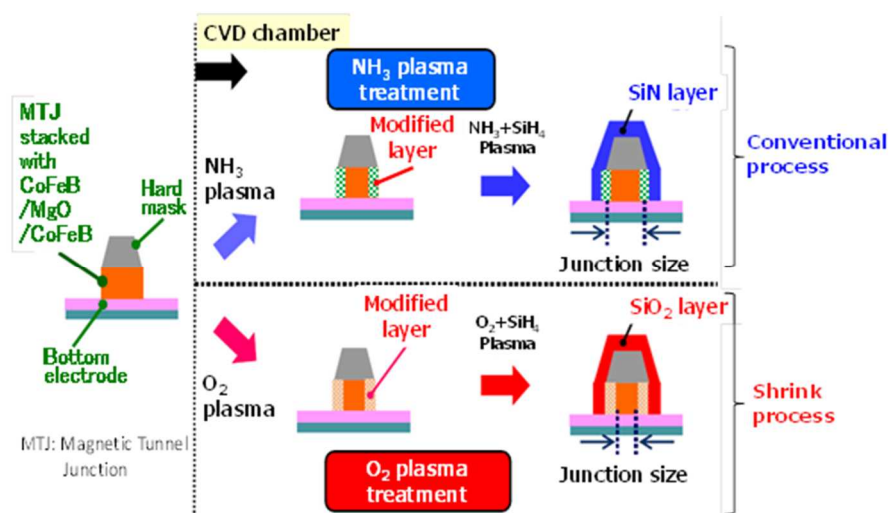 CVD chamber
NH₃ plasma
treatment
MTJ
stacked
with
CoFeB
/MgO
/CoFeB
Hard
mask
Bottom
electrode
MTJ: Magnetic Tunnel
Junction
NH₃
plasma
Modified
layer
NH₃+SiH₄
Plasma
SiN layer
Junction size
Conventional
process
O₂
plasma
Modified
layer
O₂+SiH₄
Plasma
SiO₂ layer
Junction size
Shrink
process
O₂ plasma
treatment